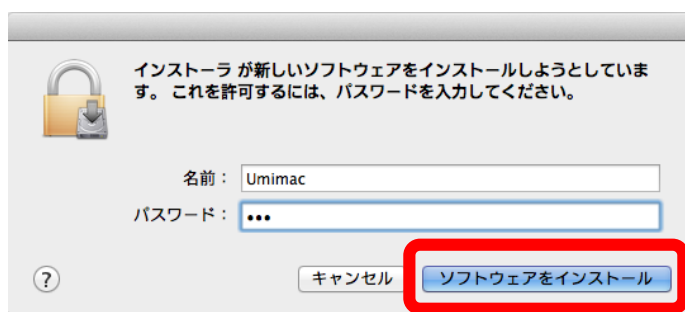 インストーラ が新しいソフトウェアをインストールしようとしていま
す。 これを許可するには、パスワードを入力してください。
名前： Umimac
パスワード： •••
? キャンセル ソフトウェアをインストール